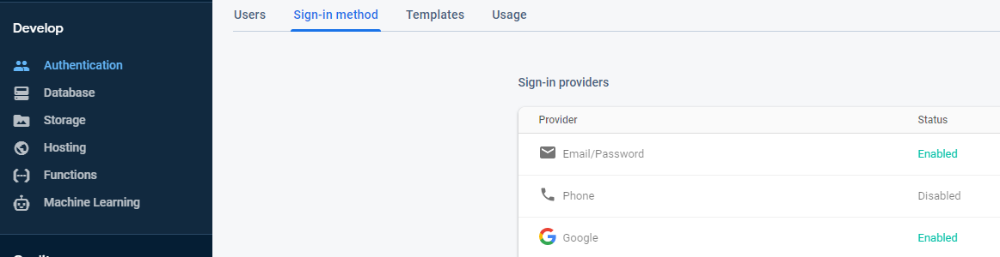 Users Sign-in method Templates Usage
Develop
Authentication
Database
Storage
Hosting
Functions
Machine Learning
Sign-in providers
Provider Status
Email/Password Enabled
Phone Disabled
Google Enabled